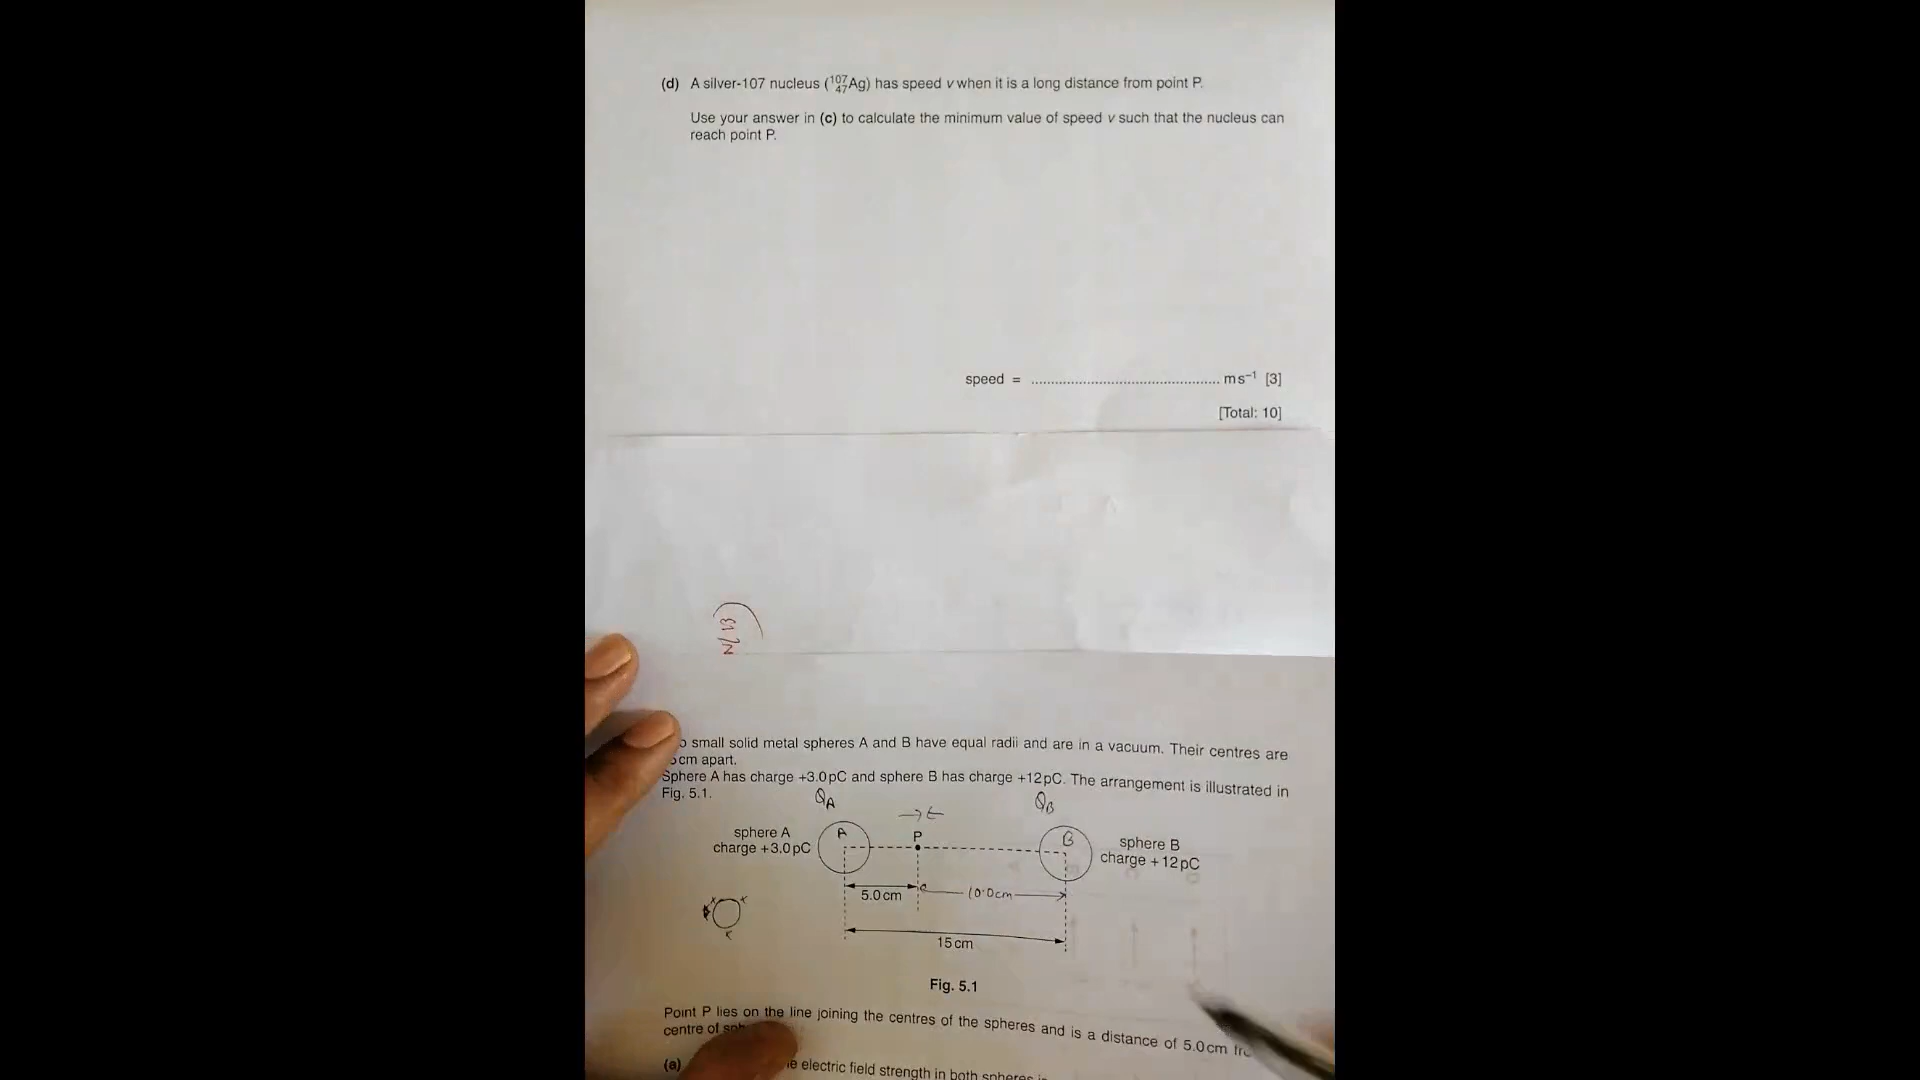 (d) A silver-107 nucleus (¹⁰⁷₄₇Ag) has speed v when it is a long distance from point P.
Use your answer in (c) to calculate the minimum value of speed v such that the nucleus can
reach point P.
speed = ............................................... m s⁻¹ [3]
[Total: 10]
N/13
small solid metal spheres A and B have equal radii and are in a vacuum. Their centres are
cm apart.
Sphere A has charge +3.0pC and sphere B has charge +12pC. The arrangement is illustrated in
Fig. 5.1.
QA
QB
sphere A
charge +3.0pC
A
P
B
sphere B
charge +12pC
5.0cm
10.0cm
15cm
Fig. 5.1
Point P lies on the line joining the centres of the spheres and is a distance of 5.0cm
centre of
(a)
electric field strength in both spheres